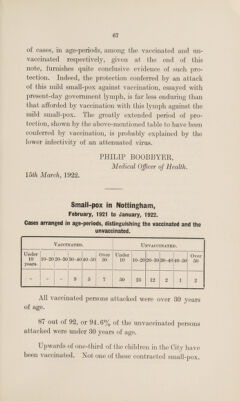 67
of cases, in age-periods, among the vaccinated and un-
vaccinated respectively, given at the end of this
note, furnishes quite conclusive evidence of such pro-
tection. Indeed, the protection conferred by an attack
of this mild small-pox against vaccination, essayed with
present-day government lymph, is far less enduring than
that afforded by vaccination with this lymph against the
mild small-pox. The greatly extended period of pro-
tection, shown by the above-mentioned table to have been
conferred by vaccination, is probably explained by the
lower infectivity of an attenuated virus.
PHILIP BOOBBYER,
Medical Officer of Health.
15th March, 1922.
Small-pox in Nottingham,
February, 1921 to January, 1922.
Cases arranged in age-periods, distinguishing the vaccinated and the
unvaccinated.
VACCINATED. UNVACCINATED.
Under 10 years 10-20 20-30 30-40 40-50 Over 50 Under 10 10-20 20-30 30-40 40-50 Over 50
- - - 9 5 7 50 25 12 2 1 2
All vaccinated persons attacked were over 30 years
of age.
87 out of 92, or 94.6% of the unvaccinated persons
attacked were under 30 years of age.
Upwards of one-third of the children in the City have
been vaccinated. Not one of these contracted small-pox.